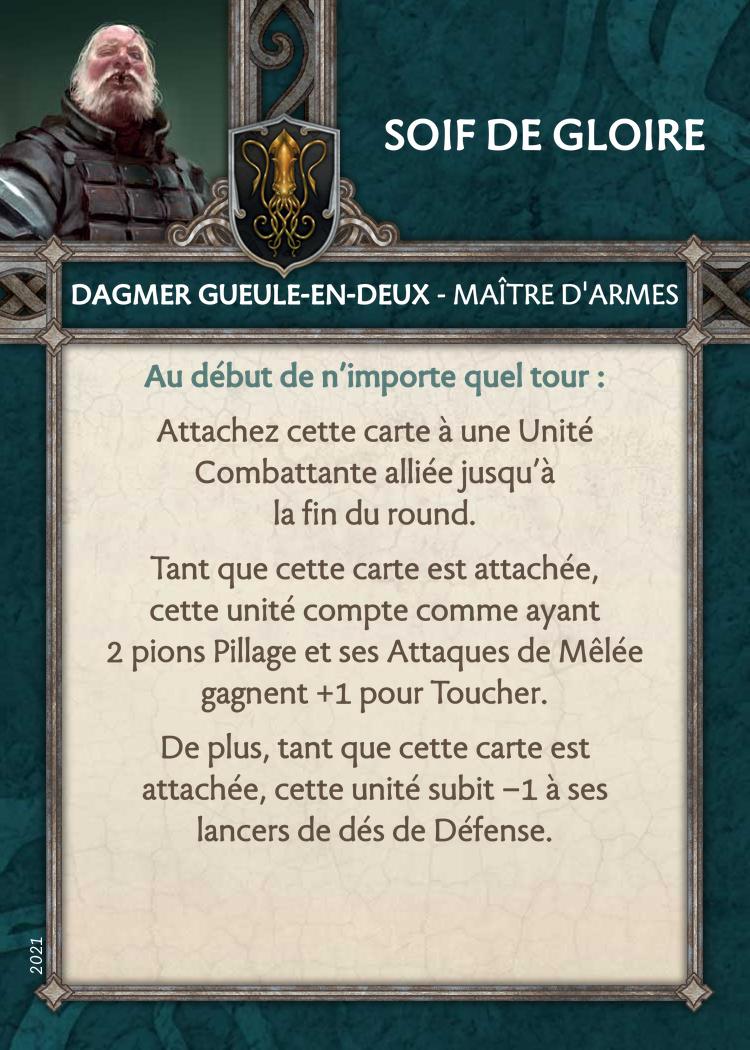 SOIF DE GLOIRE
DAGMER GUEULE-EN-DEUX - MAÎTRE D'ARMES
Au début de n’importe quel tour :
Attachez cette carte à une Unité
Combattante alliée jusqu’à
la fin du round.
Tant que cette carte est attachée,
cette unité compte comme ayant
2 pions Pillage et ses Attaques de Mêlée
gagnent +1 pour Toucher.
De plus, tant que cette carte est
attachée, cette unité subit –1 à ses
lancers de dés de Défense.
2021